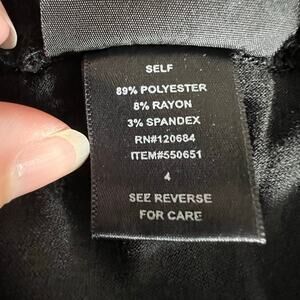 SELF
89% POLYESTER
8% RAYON
3% SPANDEX
RN#120684
ITEM#550651
4
SEE REVERSE
FOR CARE